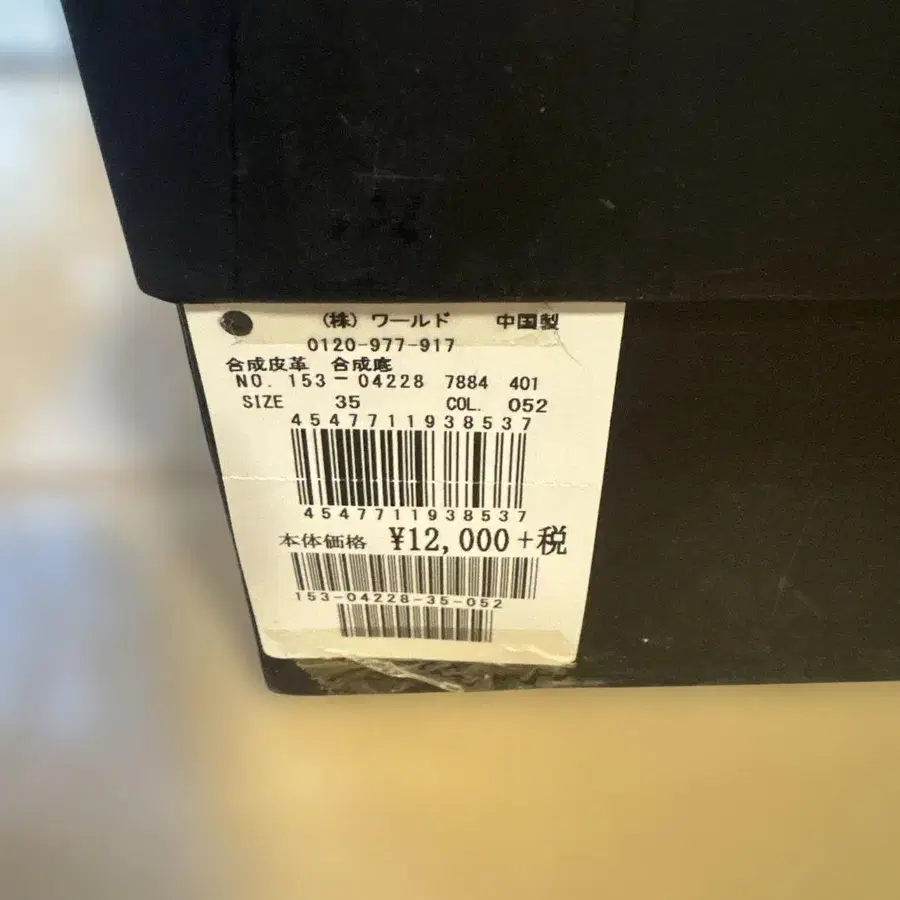 (株) ワールド 中国製
0120-977-917
合成皮革 合成底
NO. 153-04228 7884 401
SIZE 35 COL. 052
4547711938537
4547711938537
本体価格 ¥12,000+税
153-04228-35-052